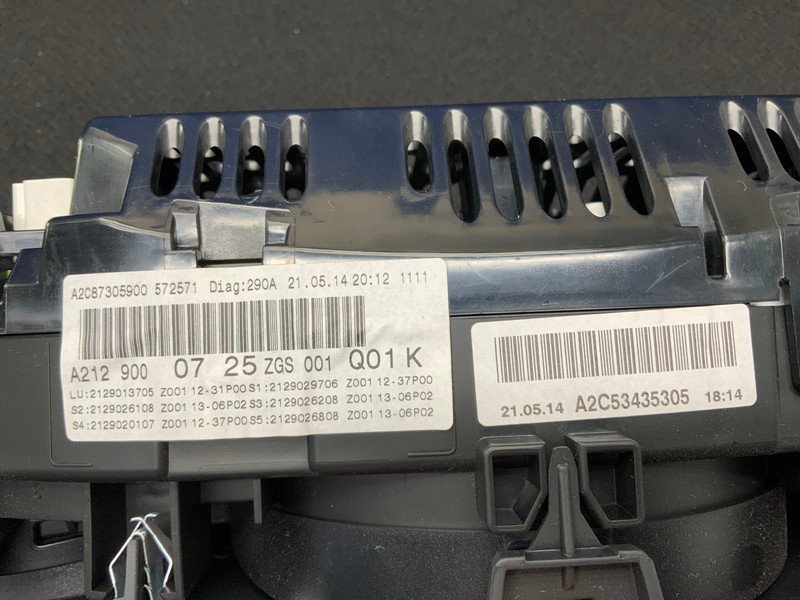 A2C87305900 572571 Diag:290A 21.05.14 20:12 1111
A212 900 07 25 ZGS 001 Q01 K
LU:2129013705 Z001 12-31P00 S1:2129029706 Z001 12-37P00
S2:2129026108 Z001 13-06P02 S3:2129026208 Z001 13-06P02
S4:2129020107 Z001 12-37P00 S5:2129026808 Z001 13-06P02
21.05.14 A2C53435305 18:14